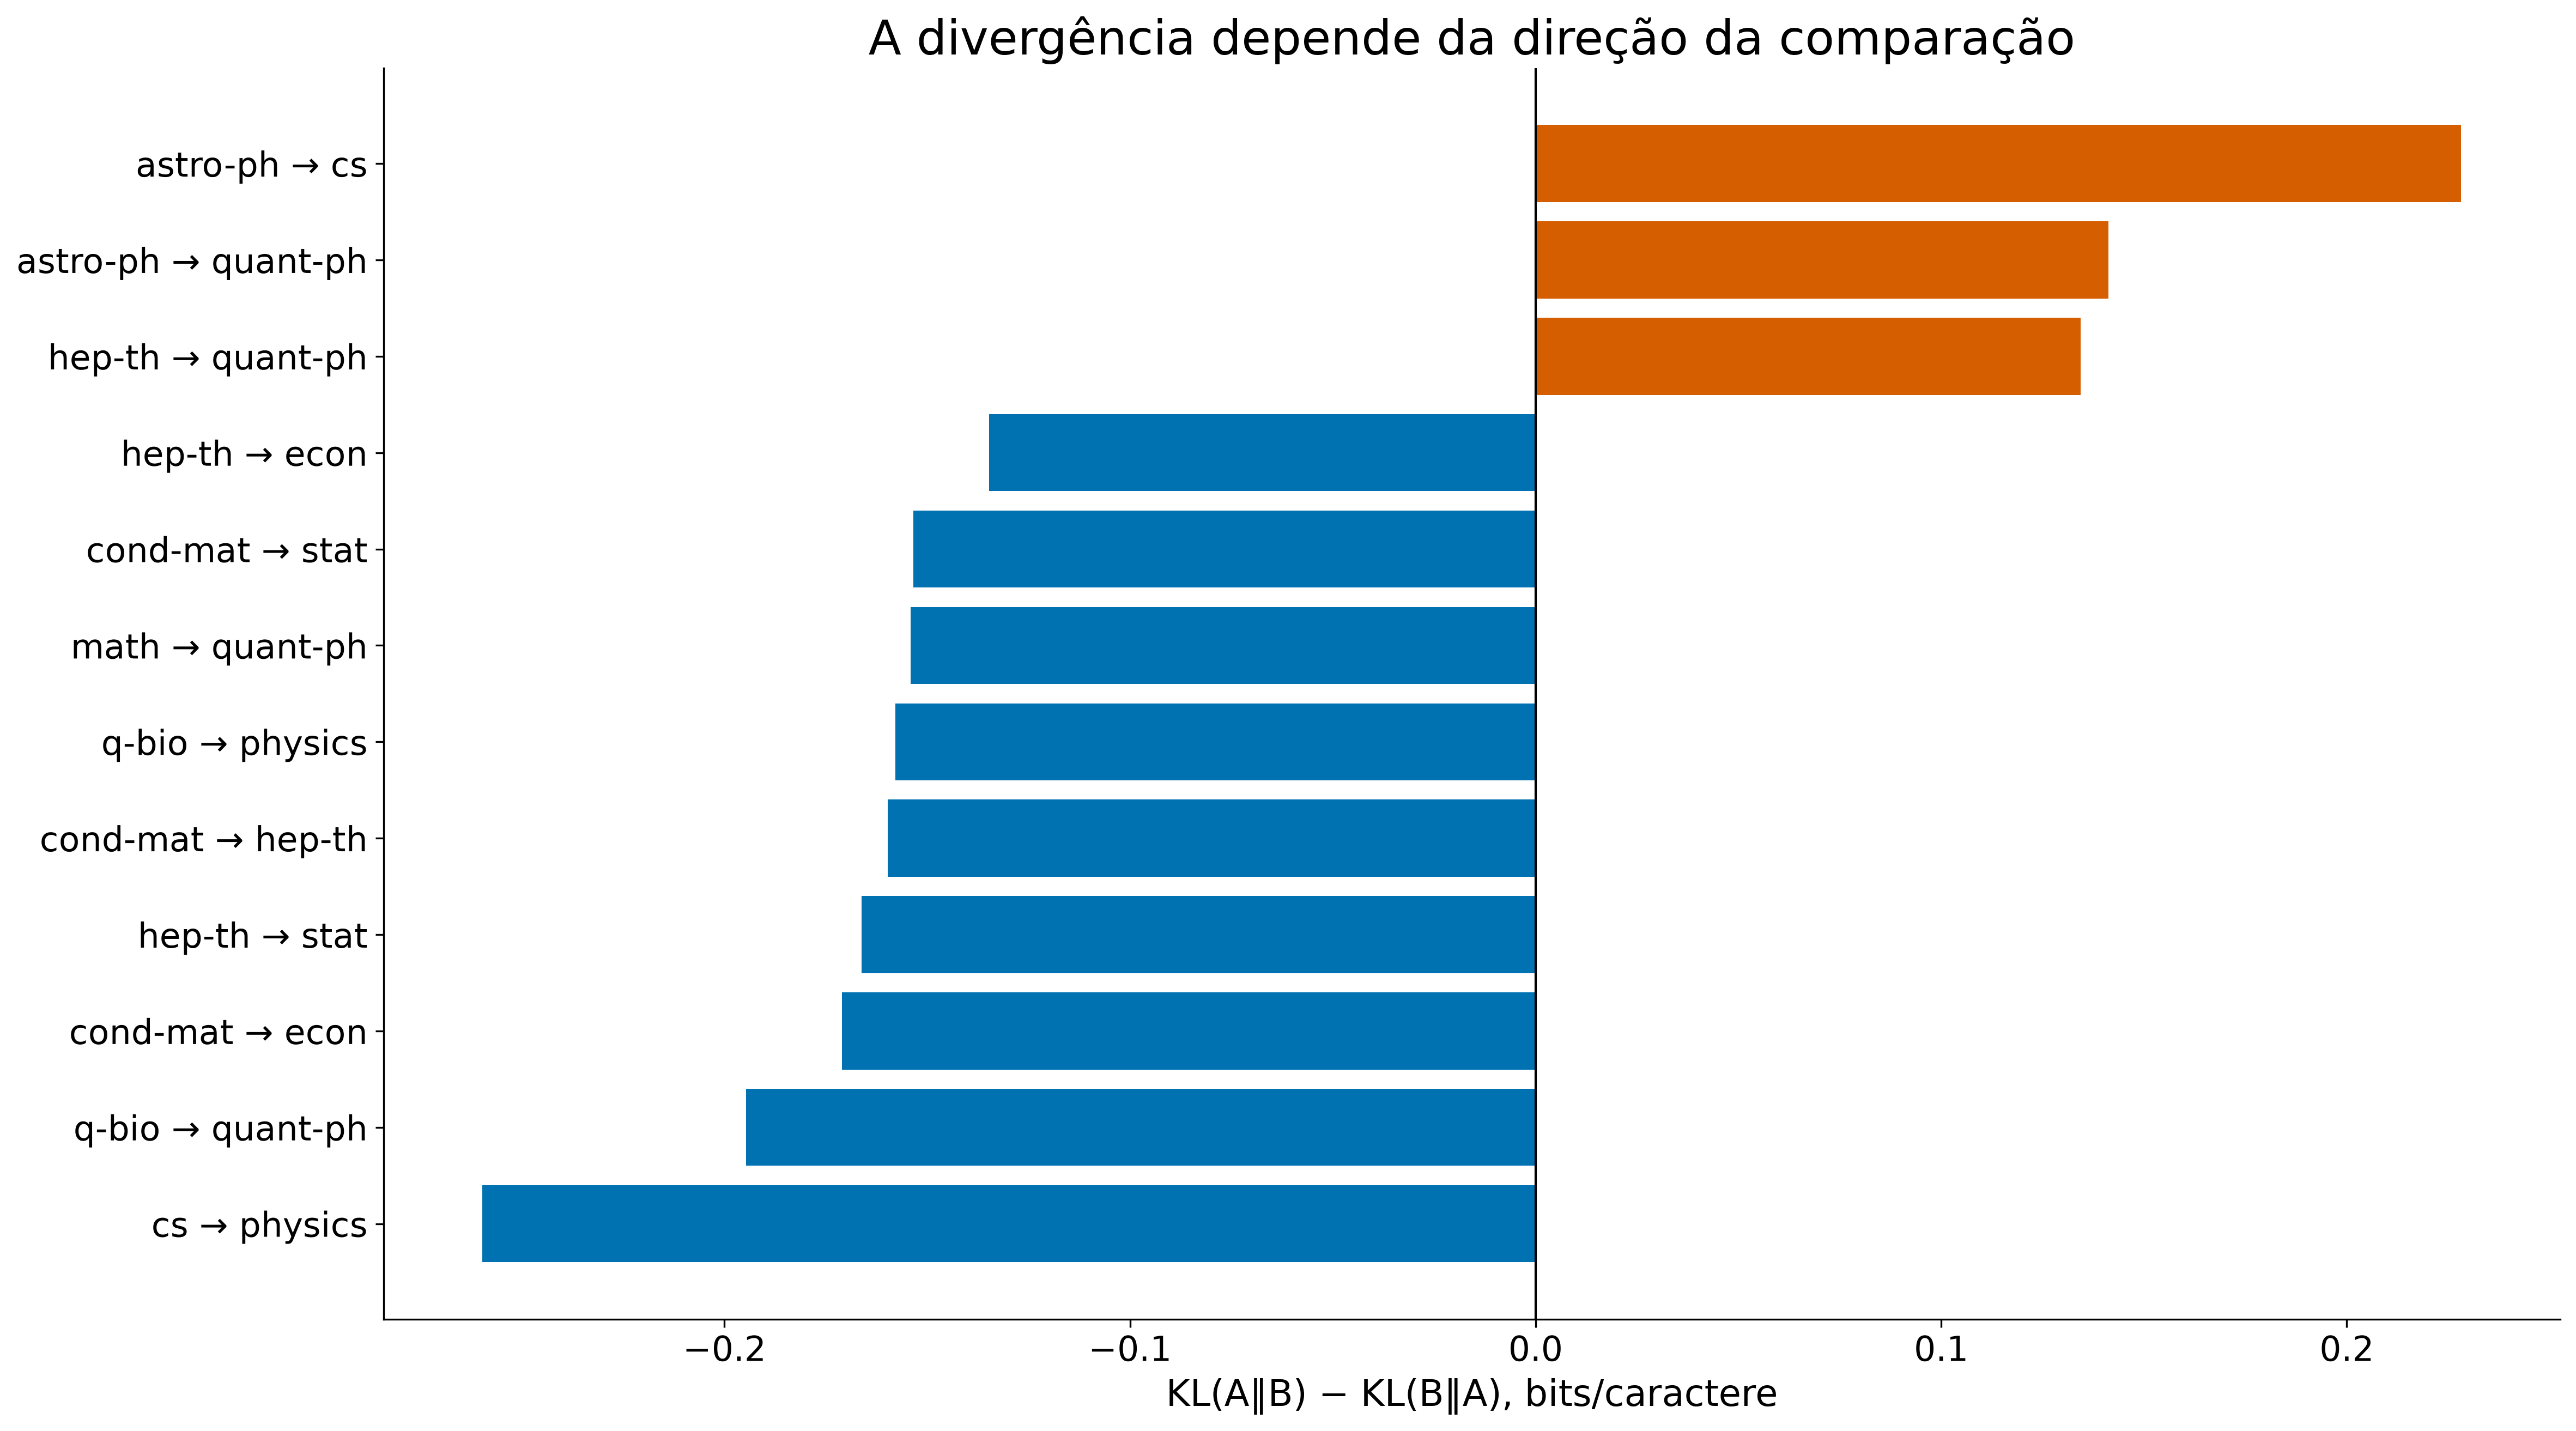 A divergência depende da direção da comparação
astro-ph → cs
astro-ph → quant-ph
hep-th → quant-ph
hep-th → econ
cond-mat → stat
math → quant-ph
q-bio → physics
cond-mat → hep-th
hep-th → stat
cond-mat → econ
q-bio → quant-ph
cs → physics
−0.2 −0.1 0.0 0.1 0.2
KL(A‖B) − KL(B‖A), bits/caractere